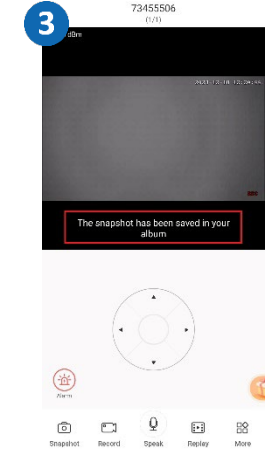 73455506
(1/1)
3
dBm
The snapshot has been saved in your
album
Alarm
Snapshot
Record
Speak
Replay
More